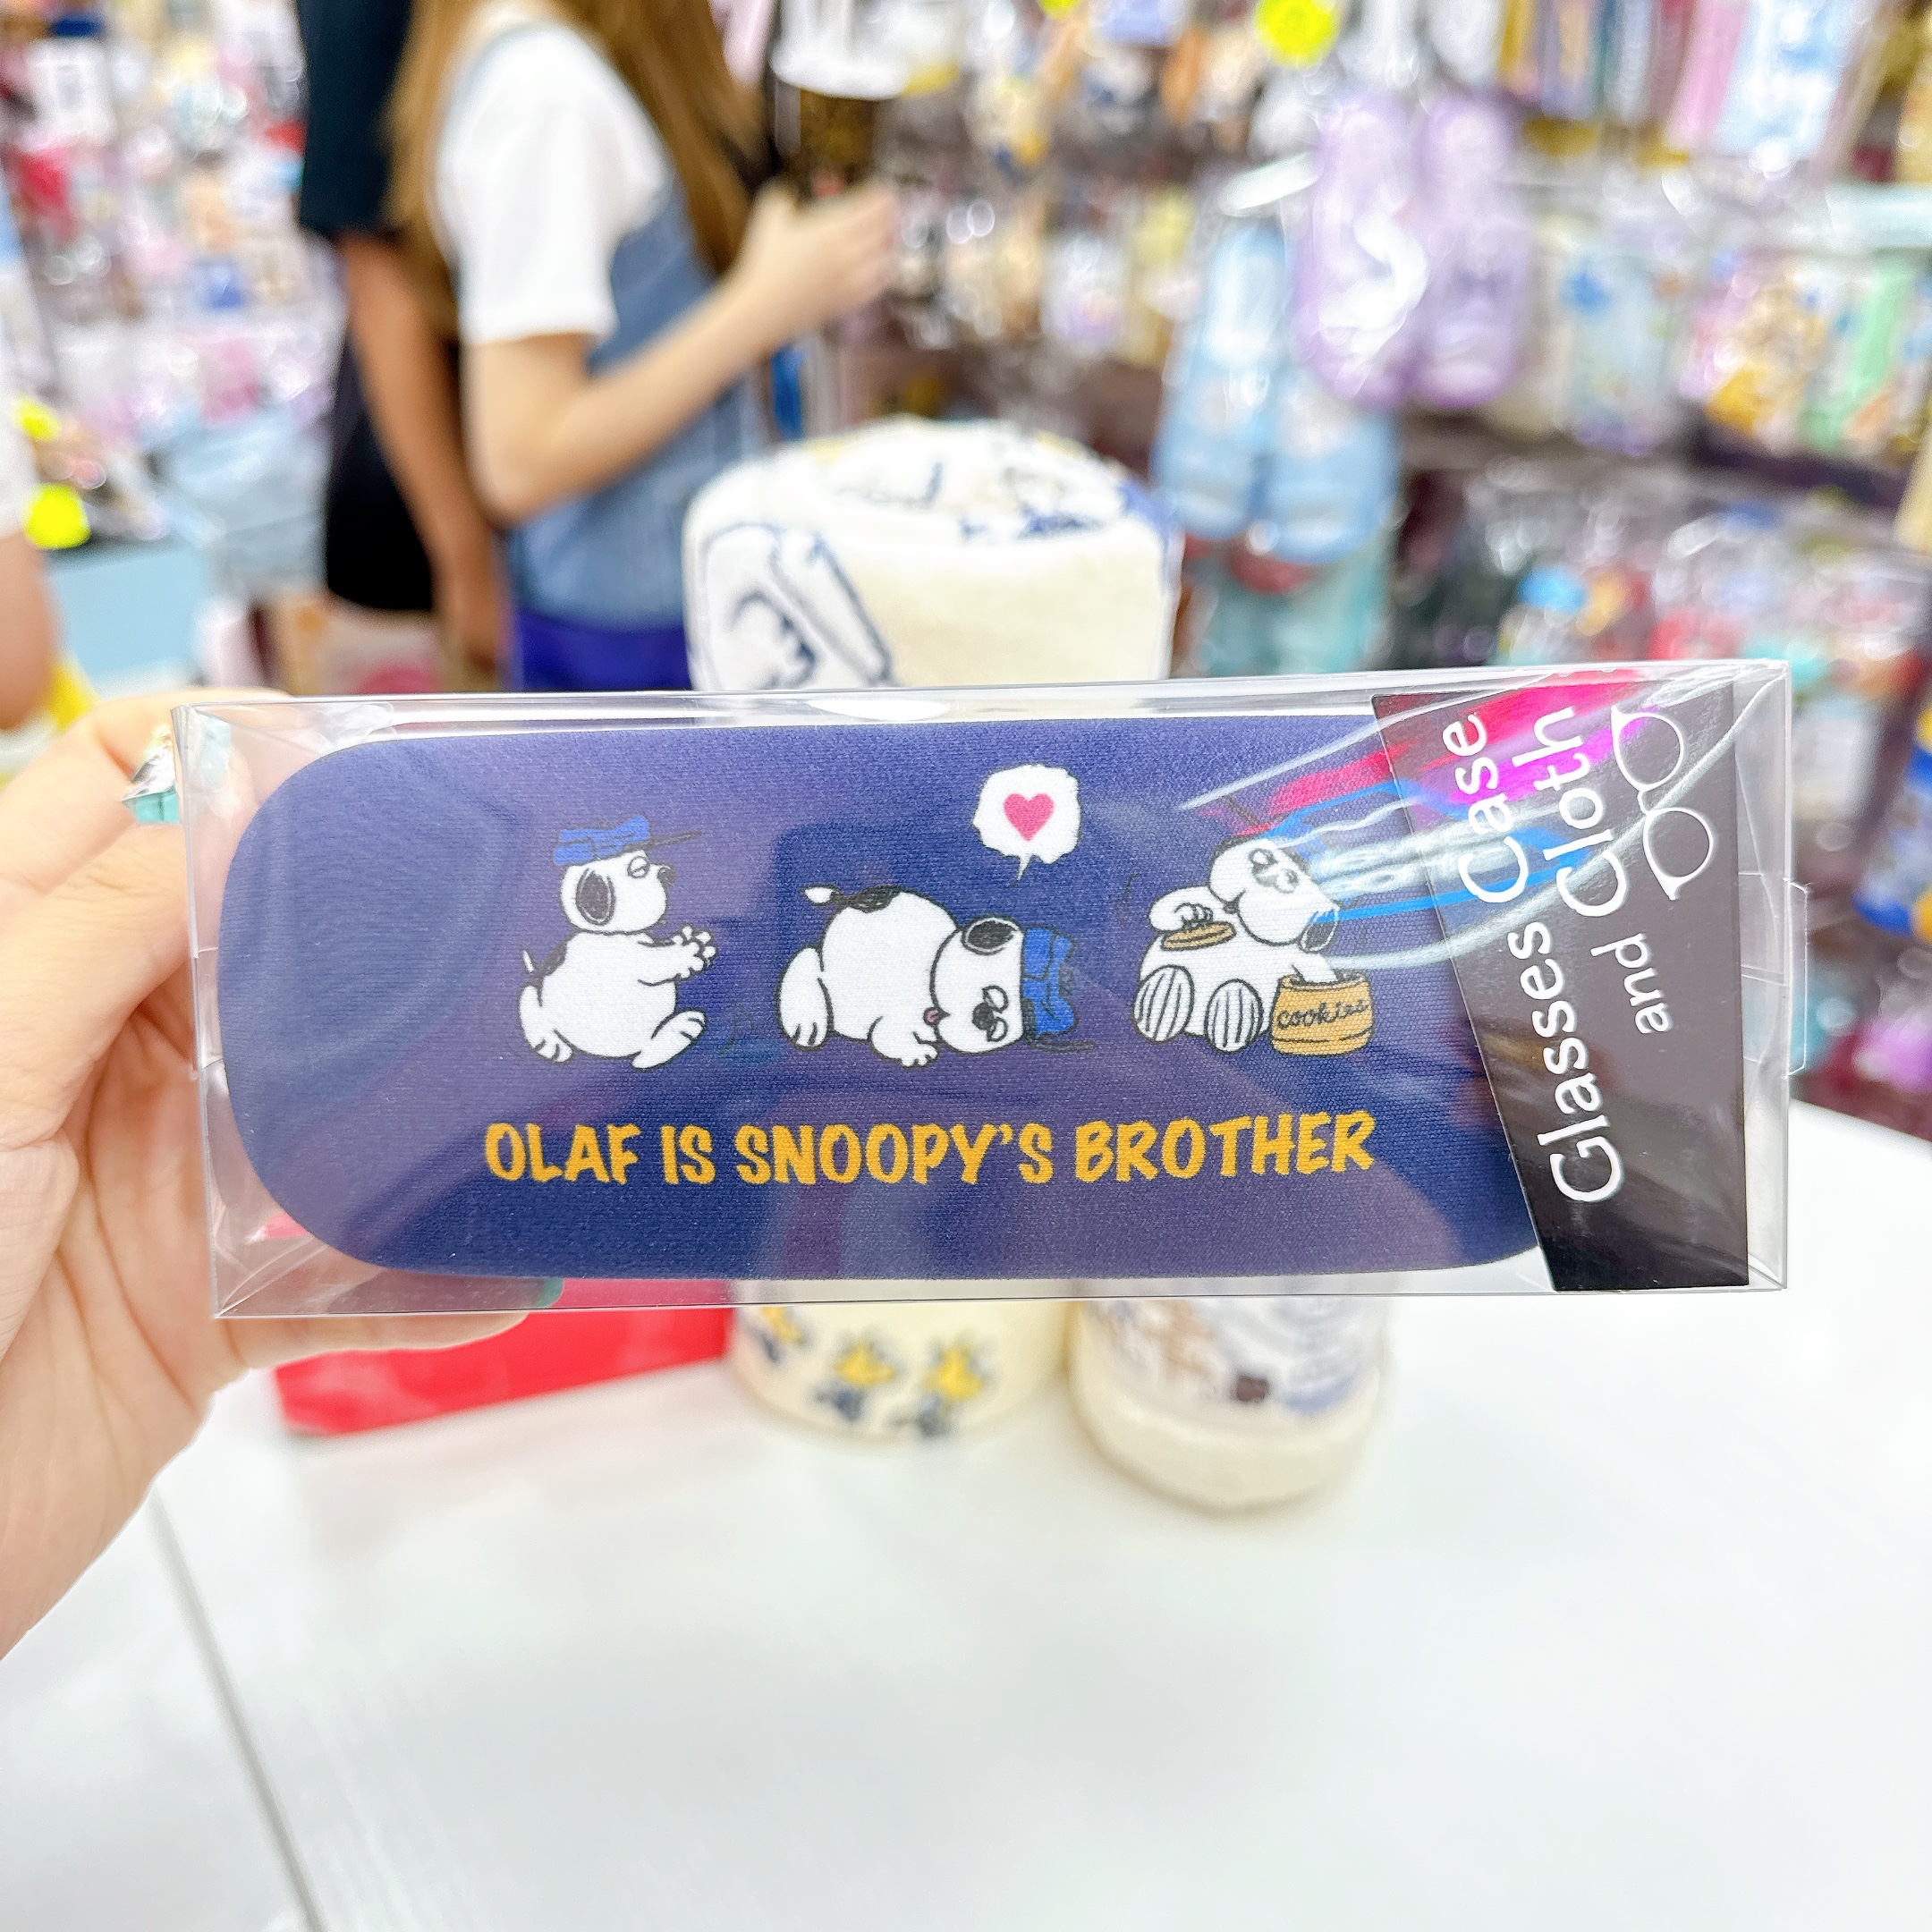 cookies
OLAF IS SNOOPY'S BROTHER
Glasses Case
and Cloth